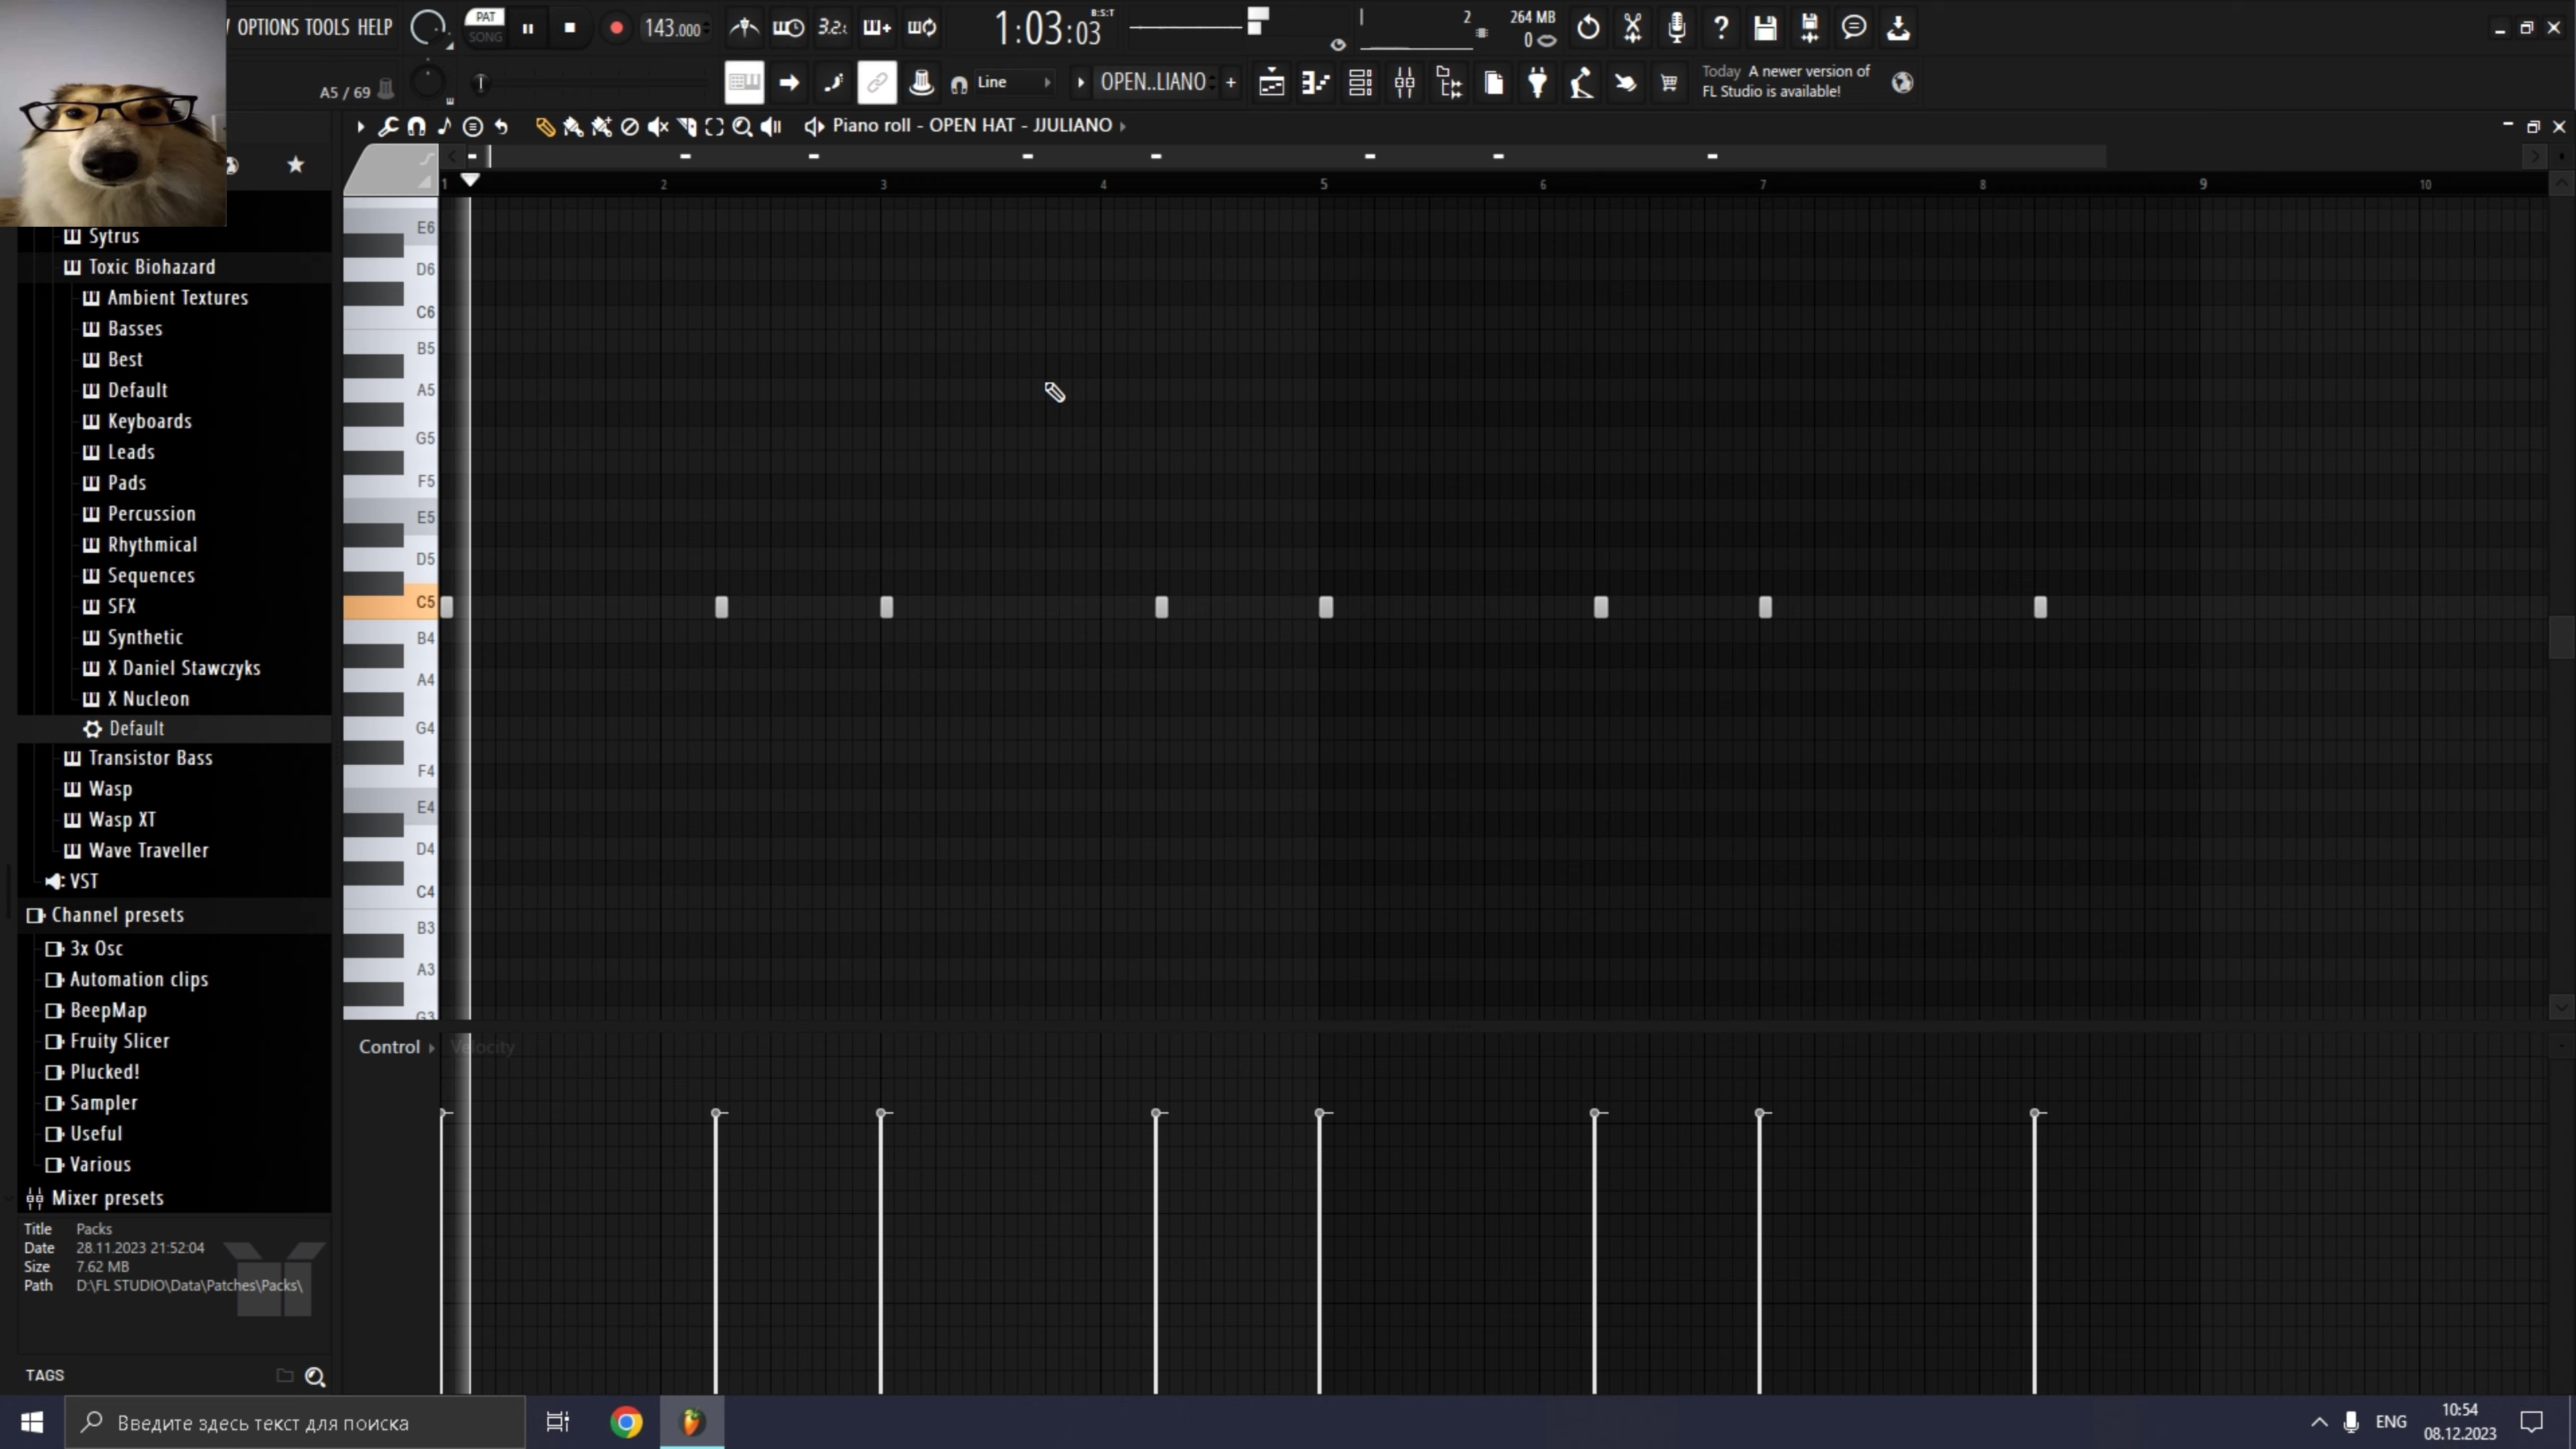 OPTIONS TOOLS HELP
PAT
SONG
143.000
3.2.
1:03:03
B:S:T
2
264 MB
0
A5 / 69
Line
OPEN..LIANO
+
Today A newer version of
FL Studio is available!
Piano roll - OPEN HAT - JJULIANO
1 2 3 4 5 6 7 8 9 10
Sytrus
Toxic Biohazard
Ambient Textures
Basses
Best
Default
Keyboards
Leads
Pads
Percussion
Rhythmical
Sequences
SFX
Synthetic
X Daniel Stawczyks
X Nucleon
Default
Transistor Bass
Wasp
Wasp XT
Wave Traveller
VST
Channel presets
3x Osc
Automation clips
BeepMap
Fruity Slicer
Plucked!
Sampler
Useful
Various
Mixer presets
Title Packs
Date 28.11.2023 21:52:04
Size 7.62 MB
Path D:\FL STUDIO\Data\Patches\Packs\
TAGS
E6
D6
C6
B5
A5
G5
F5
E5
D5
C5
B4
A4
G4
F4
E4
D4
C4
B3
A3
G3
Control
Velocity
Введите здесь текст для поиска
ENG
10:54
08.12.2023